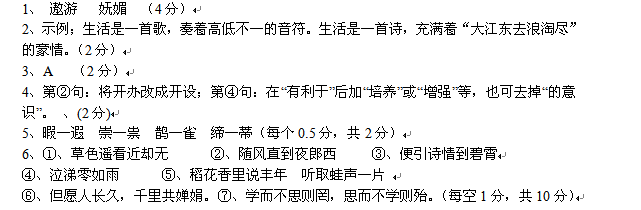 1、 遨游 妩媚 （4分）
2、示例；生活是一首歌，奏着高低不一的音符。生活是一首诗，充满着“大江东去浪淘尽”
的豪情。（2分）
3、A （2分）
4、第②句：将开办改成开设；第④句：在“有利于”后加“培养”或“增强”等，也可去掉“的意
识”。 、(2分)
5、暇—遐 崇—祟 鹊—雀 缔—蒂（每个0.5分，共2分）
6、①、草色遥看近却无 ②、随风直到夜郎西 ③、便引诗情到碧霄
④、泣涕零如雨 ⑤、稻花香里说丰年 听取蛙声一片
⑥、但愿人长久，千里共婵娟。⑦、学而不思则罔，思而不学则殆。（每空1分，共10分）